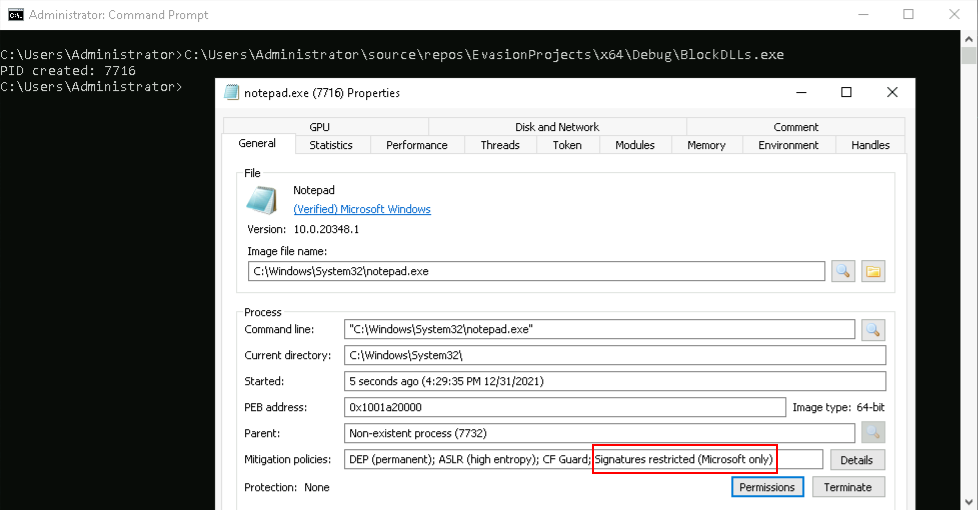 Administrator: Command Prompt
C:\Users\Administrator>C:\Users\Administrator\source\repos\EvasionProjects\x64\Debug\BlockDLLs.exe
PID created: 7716
C:\Users\Administrator>
notepad.exe (7716) Properties
GPU Disk and Network Comment
General Statistics Performance Threads Token Modules Memory Environment Handles
File
Notepad
(Verified) Microsoft Windows
Version: 10.0.20348.1
Image file name:
C:\Windows\System32\notepad.exe
Process
Command line: "C:\Windows\System32\notepad.exe"
Current directory: C:\Windows\System32\
Started: 5 seconds ago (4:29:35 PM 12/31/2021)
PEB address: 0x1001a20000 Image type: 64-bit
Parent: Non-existent process (7732)
Mitigation policies: DEP (permanent); ASLR (high entropy); CF Guard; Signatures restricted (Microsoft only) Details
Protection: None Permissions Terminate